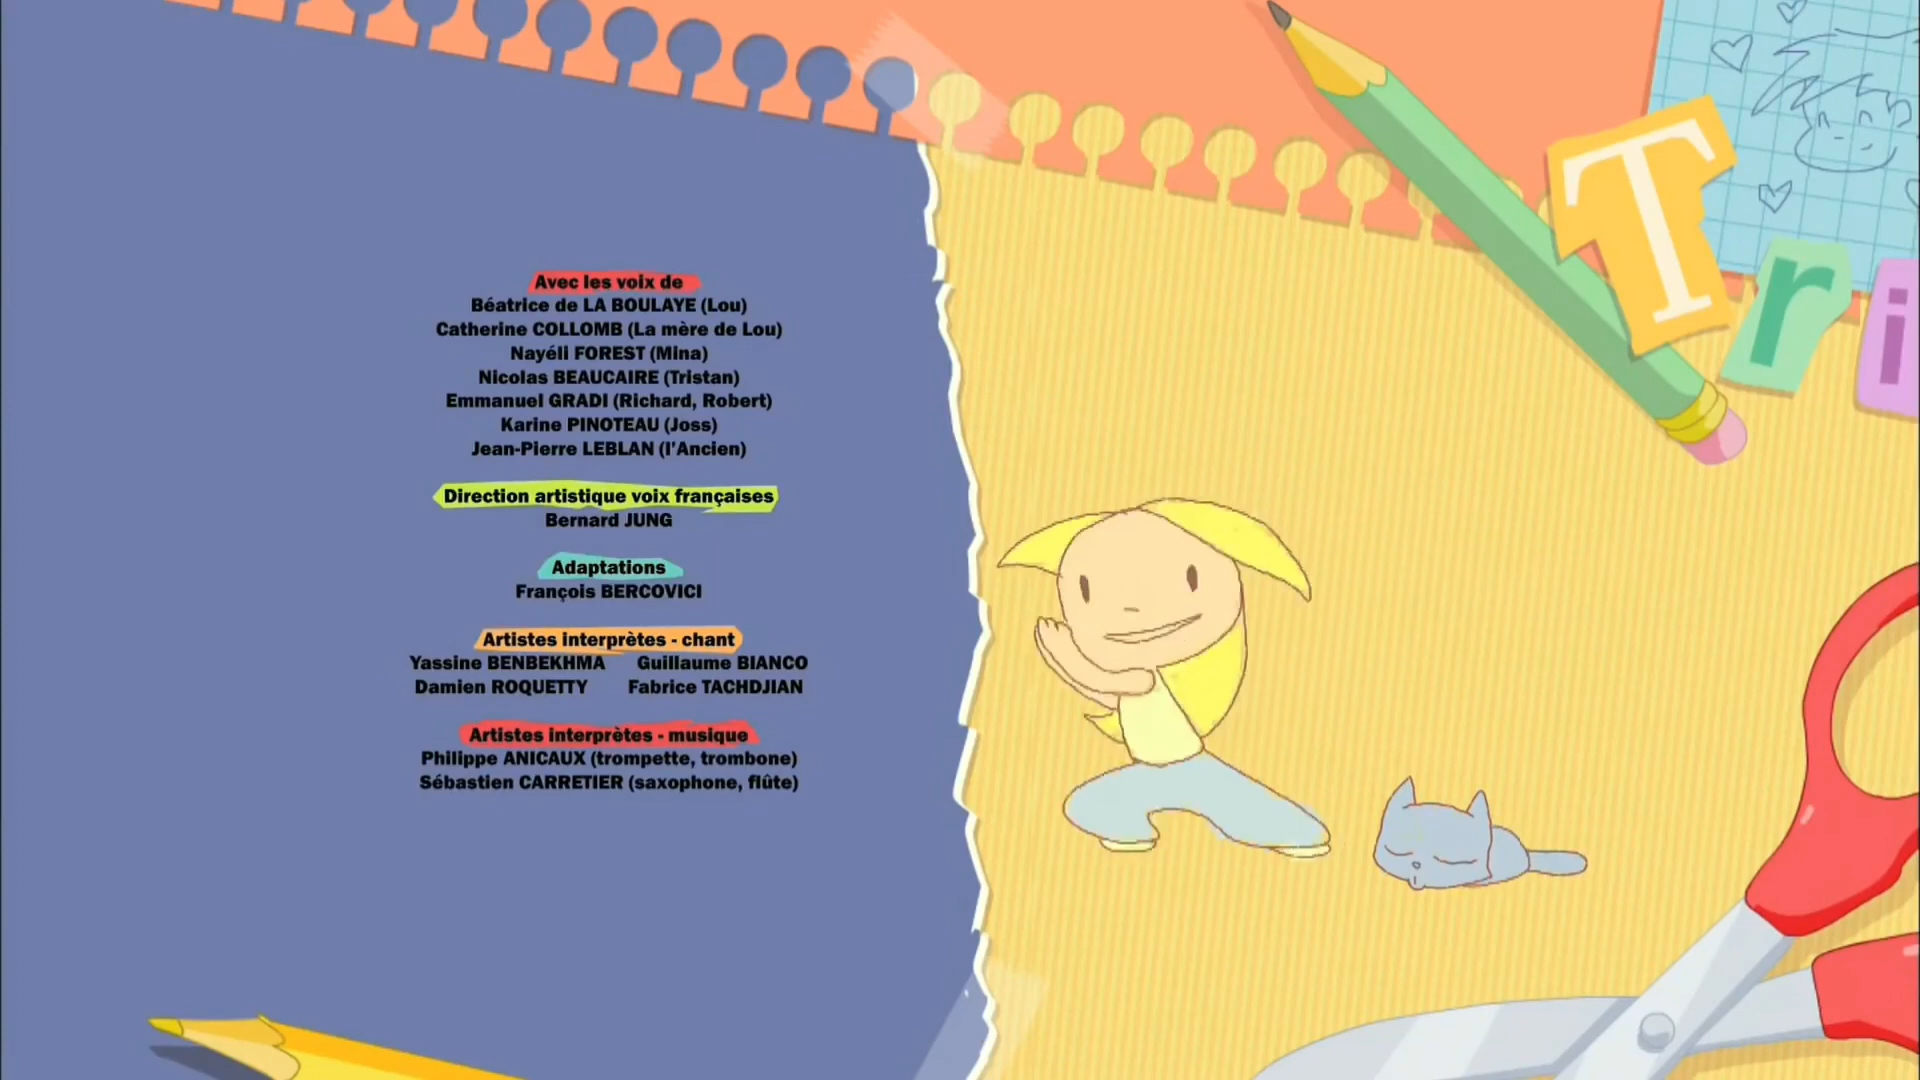 Avec les voix de
Béatrice de LA BOULAYE (Lou)
Catherine COLLOMB (La mère de Lou)
Nayéli FOREST (Mina)
Nicolas BEAUCAIRE (Tristan)
Emmanuel GRADI (Richard, Robert)
Karine PINOTEAU (Joss)
Jean-Pierre LEBLAN (l'Ancien)
Direction artistique voix françaises
Bernard JUNG
Adaptations
François BERCOVICI
Artistes interprètes - chant
Yassine BENBEKHMA Guillaume BIANCO
Damien ROQUETTY Fabrice TACHDJIAN
Artistes interprètes - musique
Philippe ANICAUX (trompette, trombone)
Sébastien CARRETIER (saxophone, flûte)
Tri